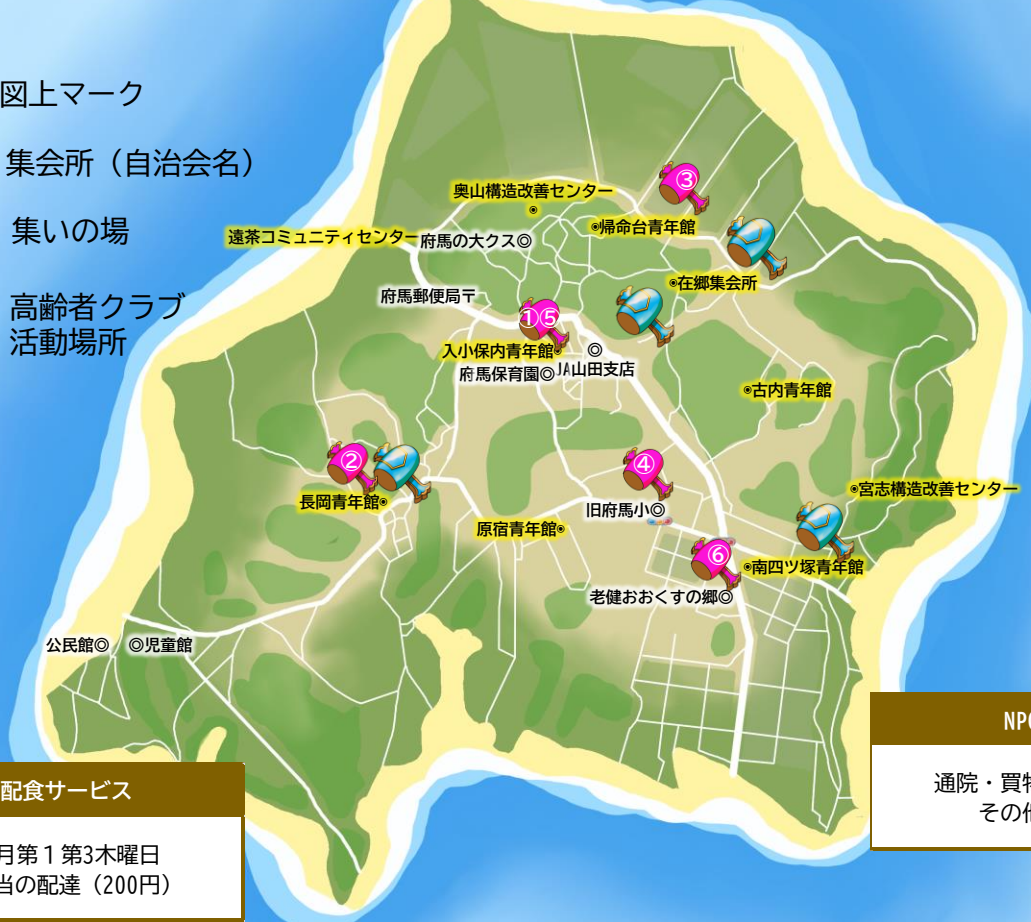 図上マーク
集会所（自治会名）
集いの場
高齢者クラブ
活動場所
③
奥山構造改善センター
◉
◉帰命台青年館
遠茶コミュニティセンター
府馬の大クス◎
◉在郷集会所
府馬郵便局〒
①⑤
入小保内青年館◉
◎
JA山田支店
府馬保育園◎
◉古内青年館
②
④
長岡青年館◉
◉宮志構造改善センター
旧府馬小◎
原宿青年館◉
⑥
◉南四ツ塚青年館
老健おおくすの郷◎
公民館◎ ◎児童館
配食サービス
月第１第3木曜日
当の配達（200円）
NPO
通院・買物
その他